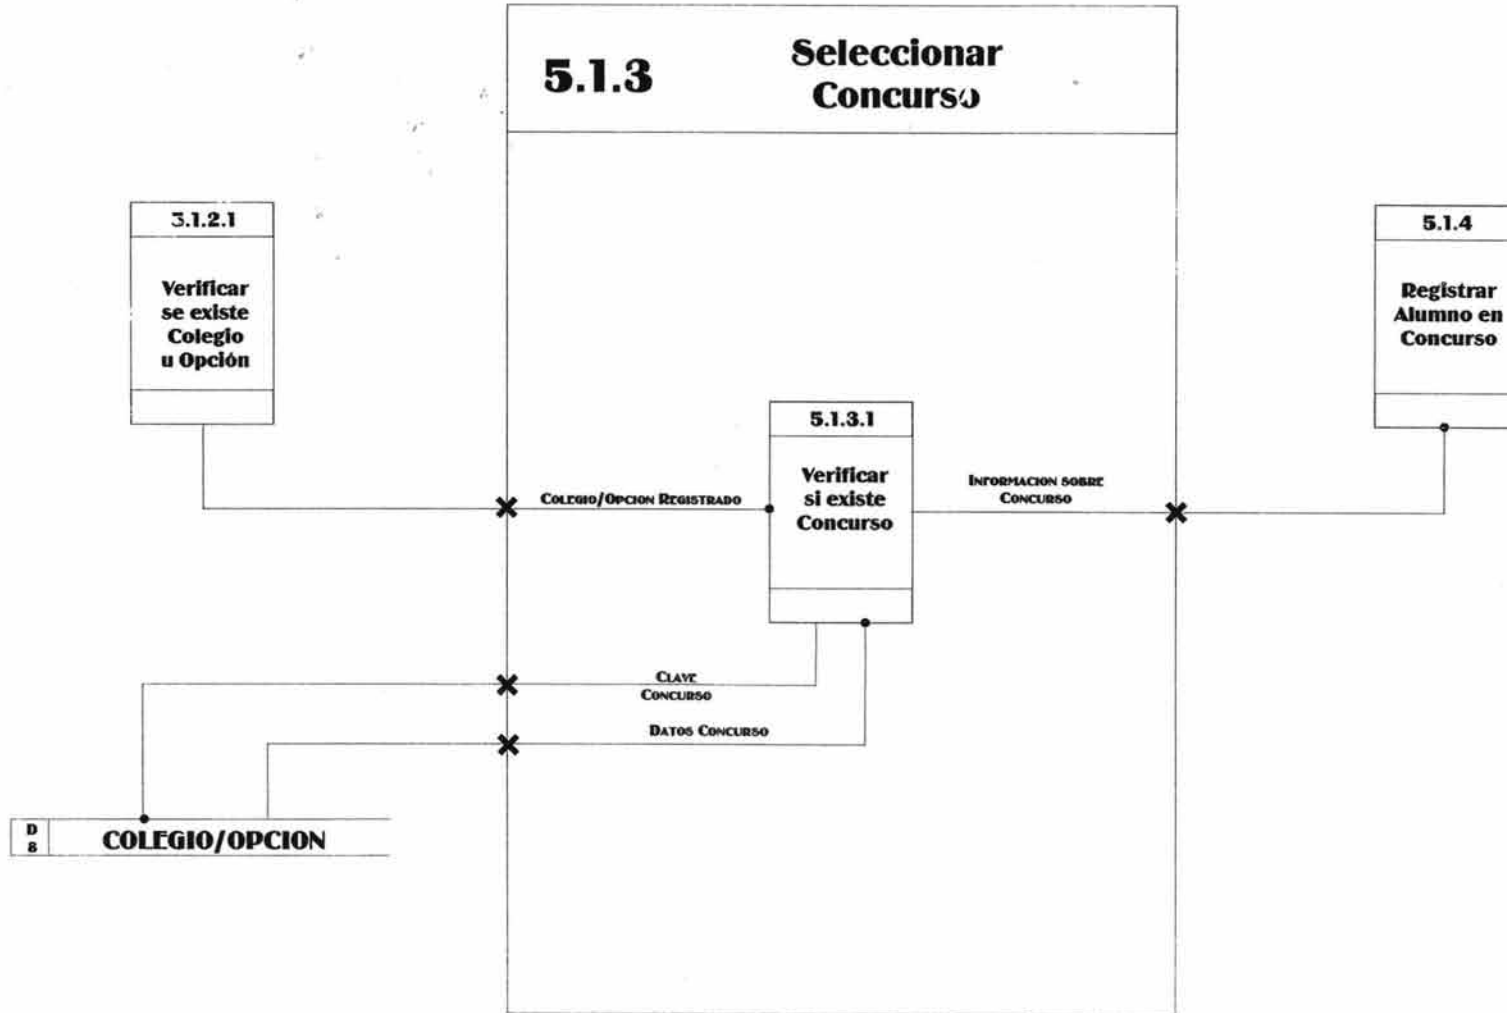 5.1.3
Seleccionar
Concurso
3.1.2.1
Verificar
se existe
Colegio
u Opción
5.1.4
Registrar
Alumno en
Concurso
5.1.3.1
Verificar
si existe
Concurso
COLEGIO/OPCION REGISTRADO
INFORMACION SOBRE
CONCURSO
CLAVE
CONCURSO
DATOS CONCURSO
D
8
COLEGIO/OPCION